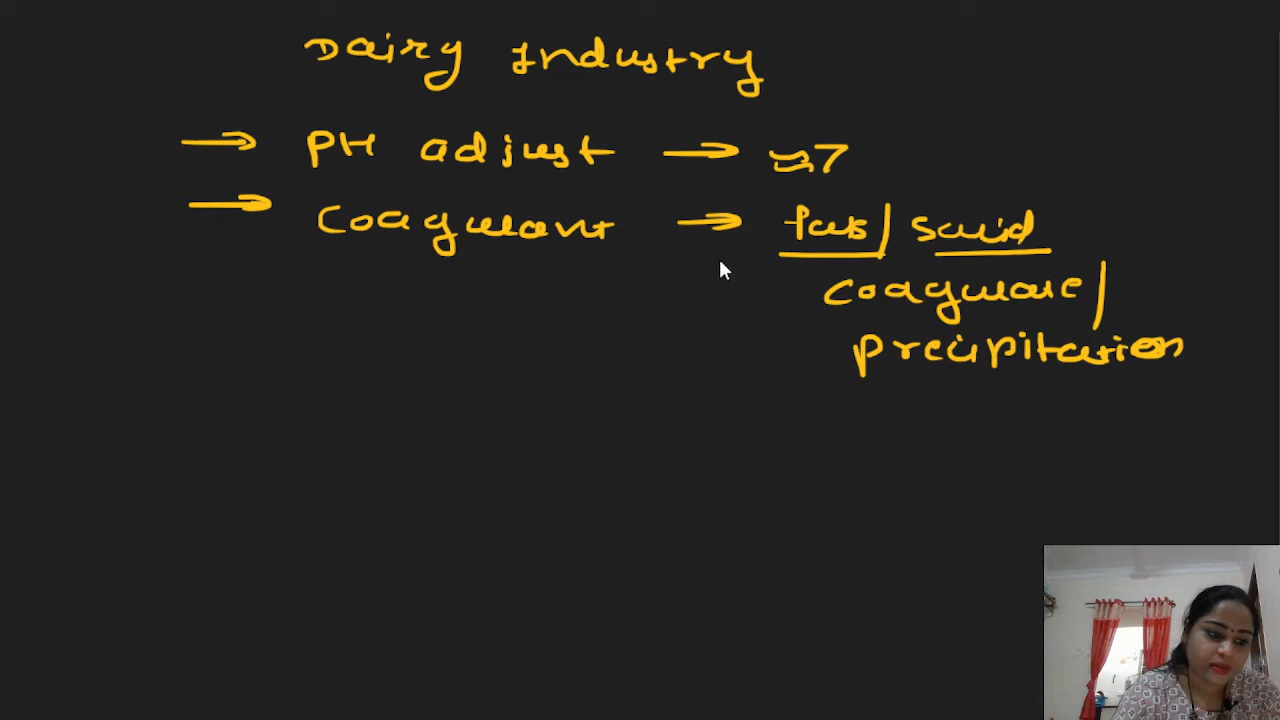 Dairy Industry
→ PH adjust → ≈7
→ Coagulant → fats/ Solid
Coagulate/
precipitation